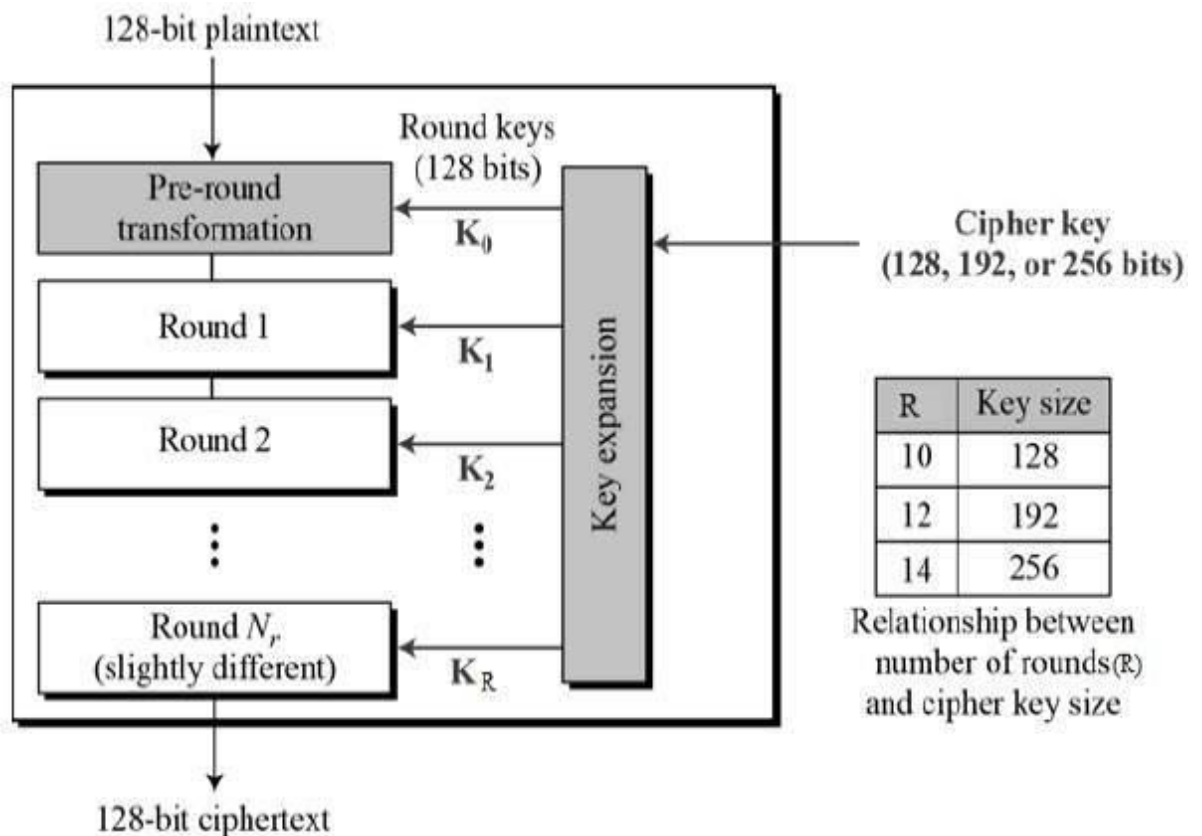 128-bit plaintext
Round keys
(128 bits)
Pre-round
transformation
K0
Cipher key
(128, 192, or 256 bits)
Round 1
K1
Round 2
K2
Key expansion
Round Nr
(slightly different)
KR
R Key size
10 128
12 192
14 256
Relationship between
number of rounds(R)
and cipher key size
128-bit ciphertext